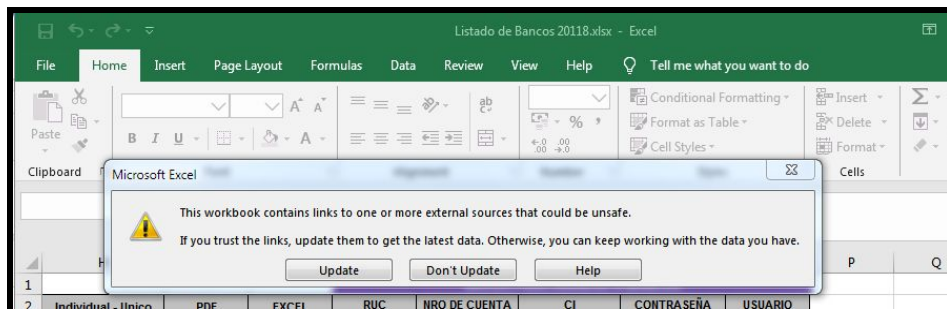 Listado de Bancos 20118.xlsx - Excel
File Home Insert Page Layout Formulas Data Review View Help Tell me what you want to do
Conditional Formatting Insert
Paste B I U A % Format as Table Delete
Cell Styles Format
Clipboard Cells
Microsoft Excel
This workbook contains links to one or more external sources that could be unsafe.
If you trust the links, update them to get the latest data. Otherwise, you can keep working with the data you have.
Update Don't Update Help
H P Q
1
2 Individual - Unico PDF EXCEL RUC NRO DE CUENTA CI CONTRASEÑA USUARIO